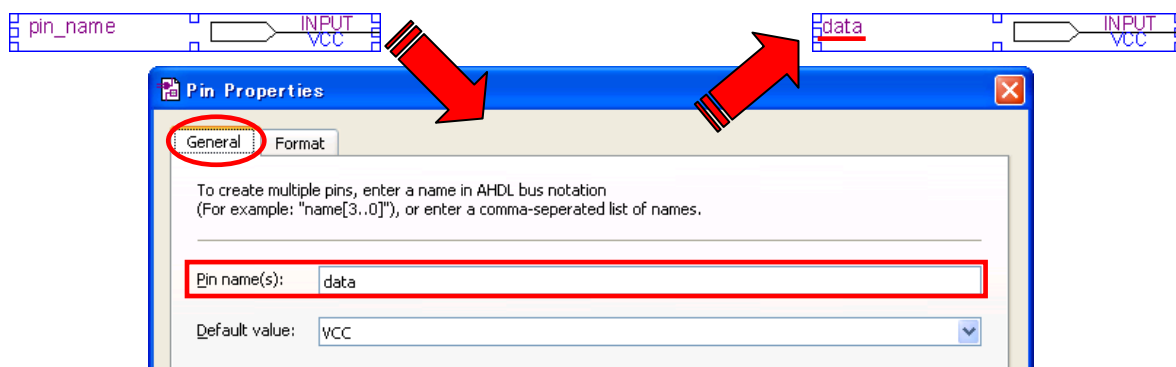 pin_name
INPUT
VCC
data
INPUT
VCC
Pin Properties
General Format
To create multiple pins, enter a name in AHDL bus notation
(For example: "name[3..0]"), or enter a comma-seperated list of names.
Pin name(s): data
Default value: VCC